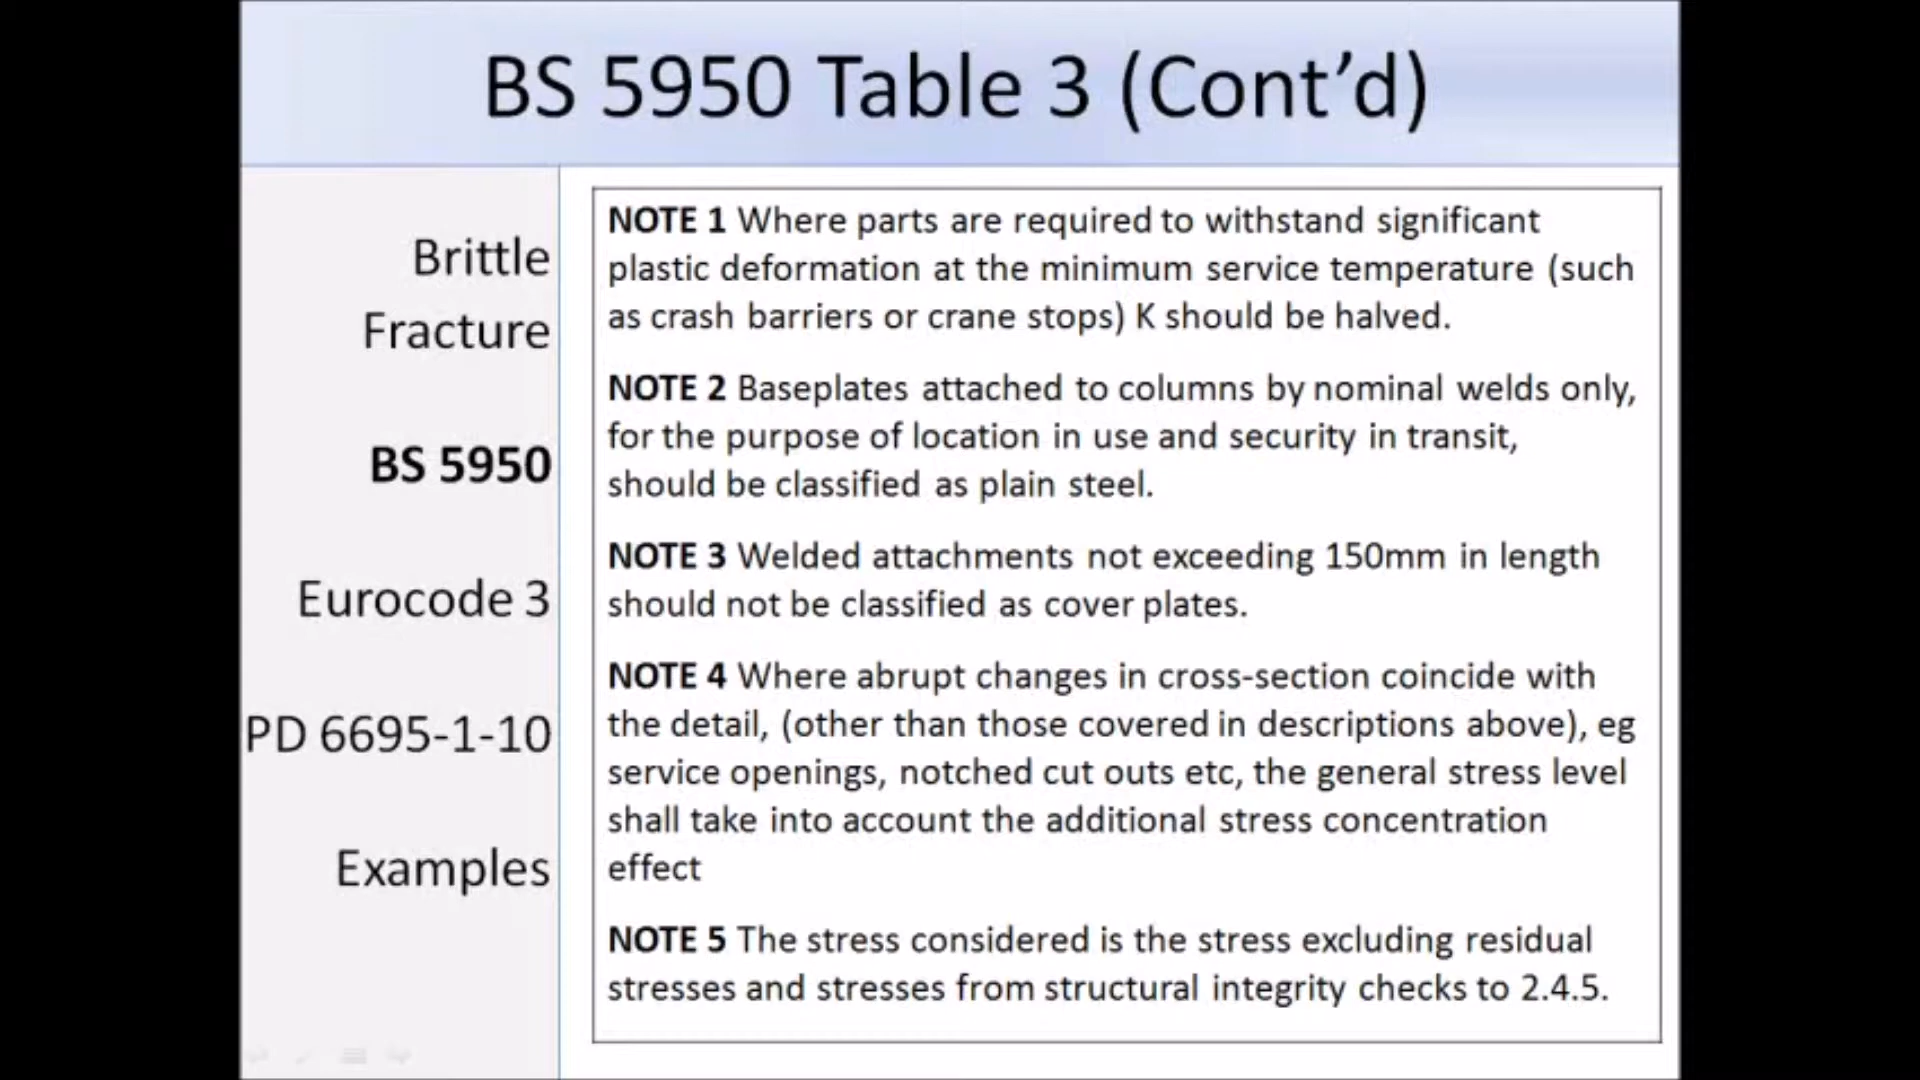 BS 5950 Table 3 (Cont’d)
Brittle
Fracture
BS 5950
Eurocode 3
PD 6695-1-10
Examples
NOTE 1 Where parts are required to withstand significant
plastic deformation at the minimum service temperature (such
as crash barriers or crane stops) K should be halved.
NOTE 2 Baseplates attached to columns by nominal welds only,
for the purpose of location in use and security in transit,
should be classified as plain steel.
NOTE 3 Welded attachments not exceeding 150mm in length
should not be classified as cover plates.
NOTE 4 Where abrupt changes in cross-section coincide with
the detail, (other than those covered in descriptions above), eg
service openings, notched cut outs etc, the general stress level
shall take into account the additional stress concentration
effect
NOTE 5 The stress considered is the stress excluding residual
stresses and stresses from structural integrity checks to 2.4.5.